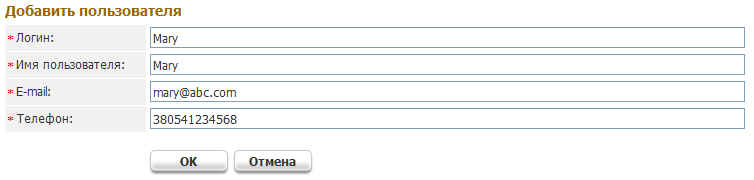 Добавить пользователя
* Логин: Mary
* Имя пользователя: Mary
* E-mail: mary@abc.com
* Телефон: 380541234568
OK Отмена